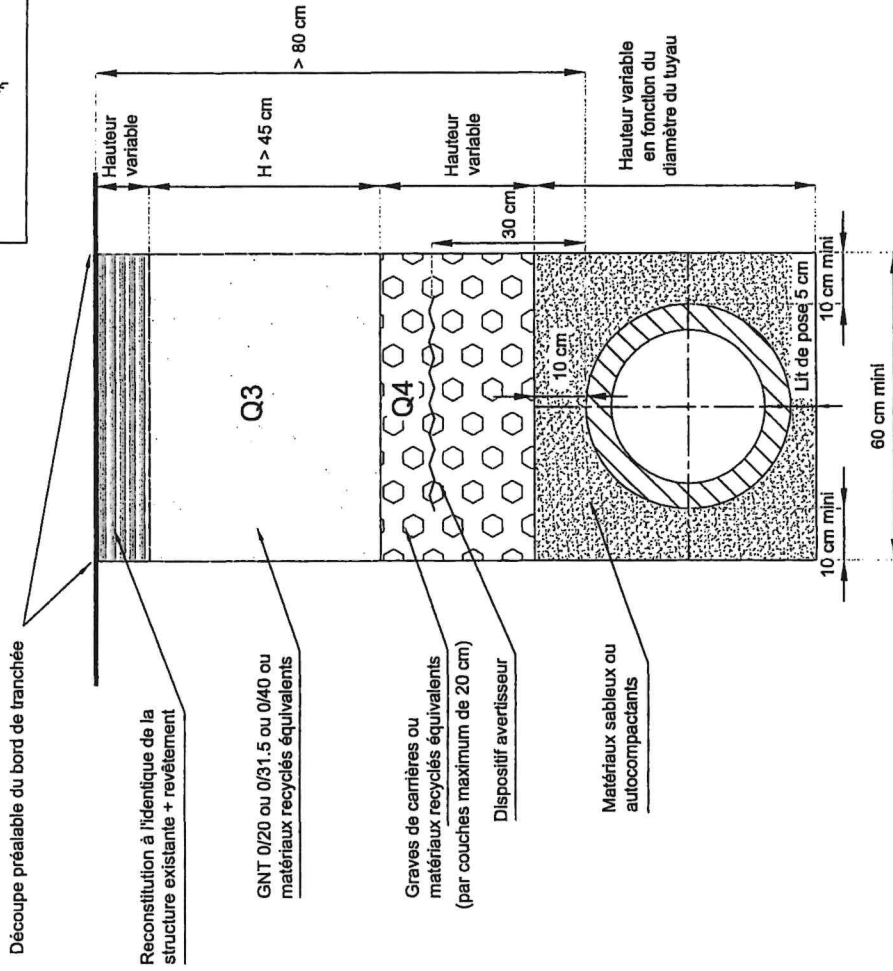 Découpe préalable du bord de tranchée
Reconstitution à l'identique de la
structure existante + revêtement
GNT 0/20 ou 0/31.5 ou 0/40 ou
matériaux recyclés équivalents
Graves de carrières ou
matériaux recyclés équivalents
(par couches maximum de 20 cm)
Dispositif avertisseur
Matériaux sableux ou
autocompactants
Q3
Q4
10 cm
Lit de pose 5 cm
10 cm mini
10 cm mini
60 cm mini
Hauteur
variable
H > 45 cm
Hauteur
variable
30 cm
> 80 cm
Hauteur variable
en fonction du
diamètre du tuyau